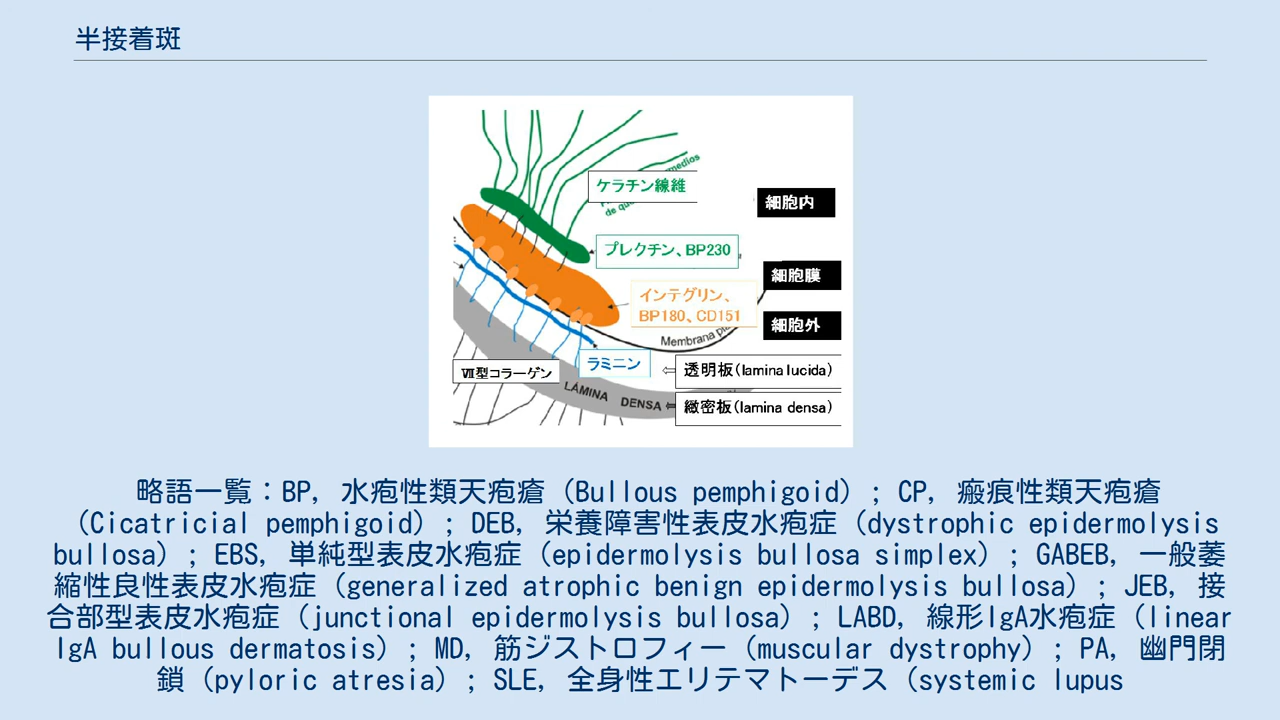 半接着斑
medios
ケラチン線維
de que
細胞内
プレクチン、BP230
細胞膜
インテグリン、
BP180、CD151
細胞外
Membrana
ラミニン
Ⅶ型コラーゲン
透明板(lamina lucida)
LÁMINA DENSA
緻密板(lamina densa)
略語一覧：BP, 水疱性類天疱瘡（Bullous pemphigoid）; CP, 瘢痕性類天疱瘡
（Cicatricial pemphigoid）; DEB, 栄養障害性表皮水疱症（dystrophic epidermolysis
bullosa）; EBS, 単純型表皮水疱症（epidermolysis bullosa simplex）; GABEB, 一般萎
縮性良性表皮水疱症（generalized atrophic benign epidermolysis bullosa）; JEB, 接
合部型表皮水疱症（junctional epidermolysis bullosa）; LABD, 線形IgA水疱症（linear
IgA bullous dermatosis）; MD, 筋ジストロフィー（muscular dystrophy）; PA, 幽門閉
鎖（pyloric atresia）; SLE, 全身性エリテマトーデス（systemic lupus